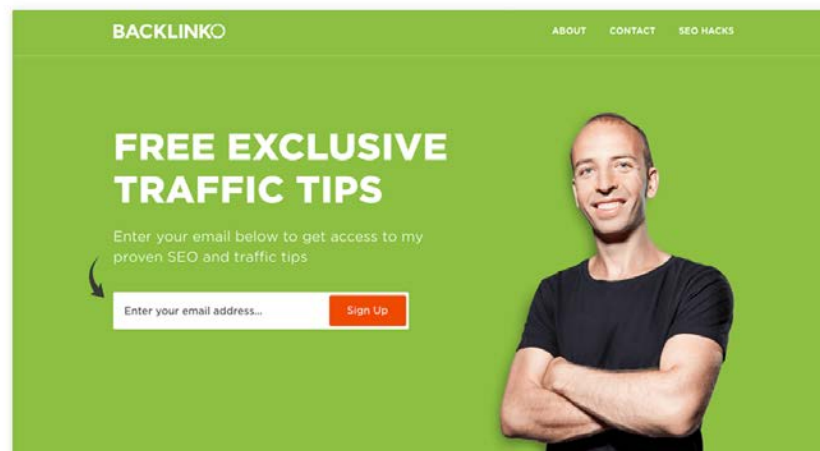 BACKLINKO
ABOUT CONTACT SEO HACKS
FREE EXCLUSIVE
TRAFFIC TIPS
Enter your email below to get access to my
proven SEO and traffic tips
Enter your email address... Sign Up